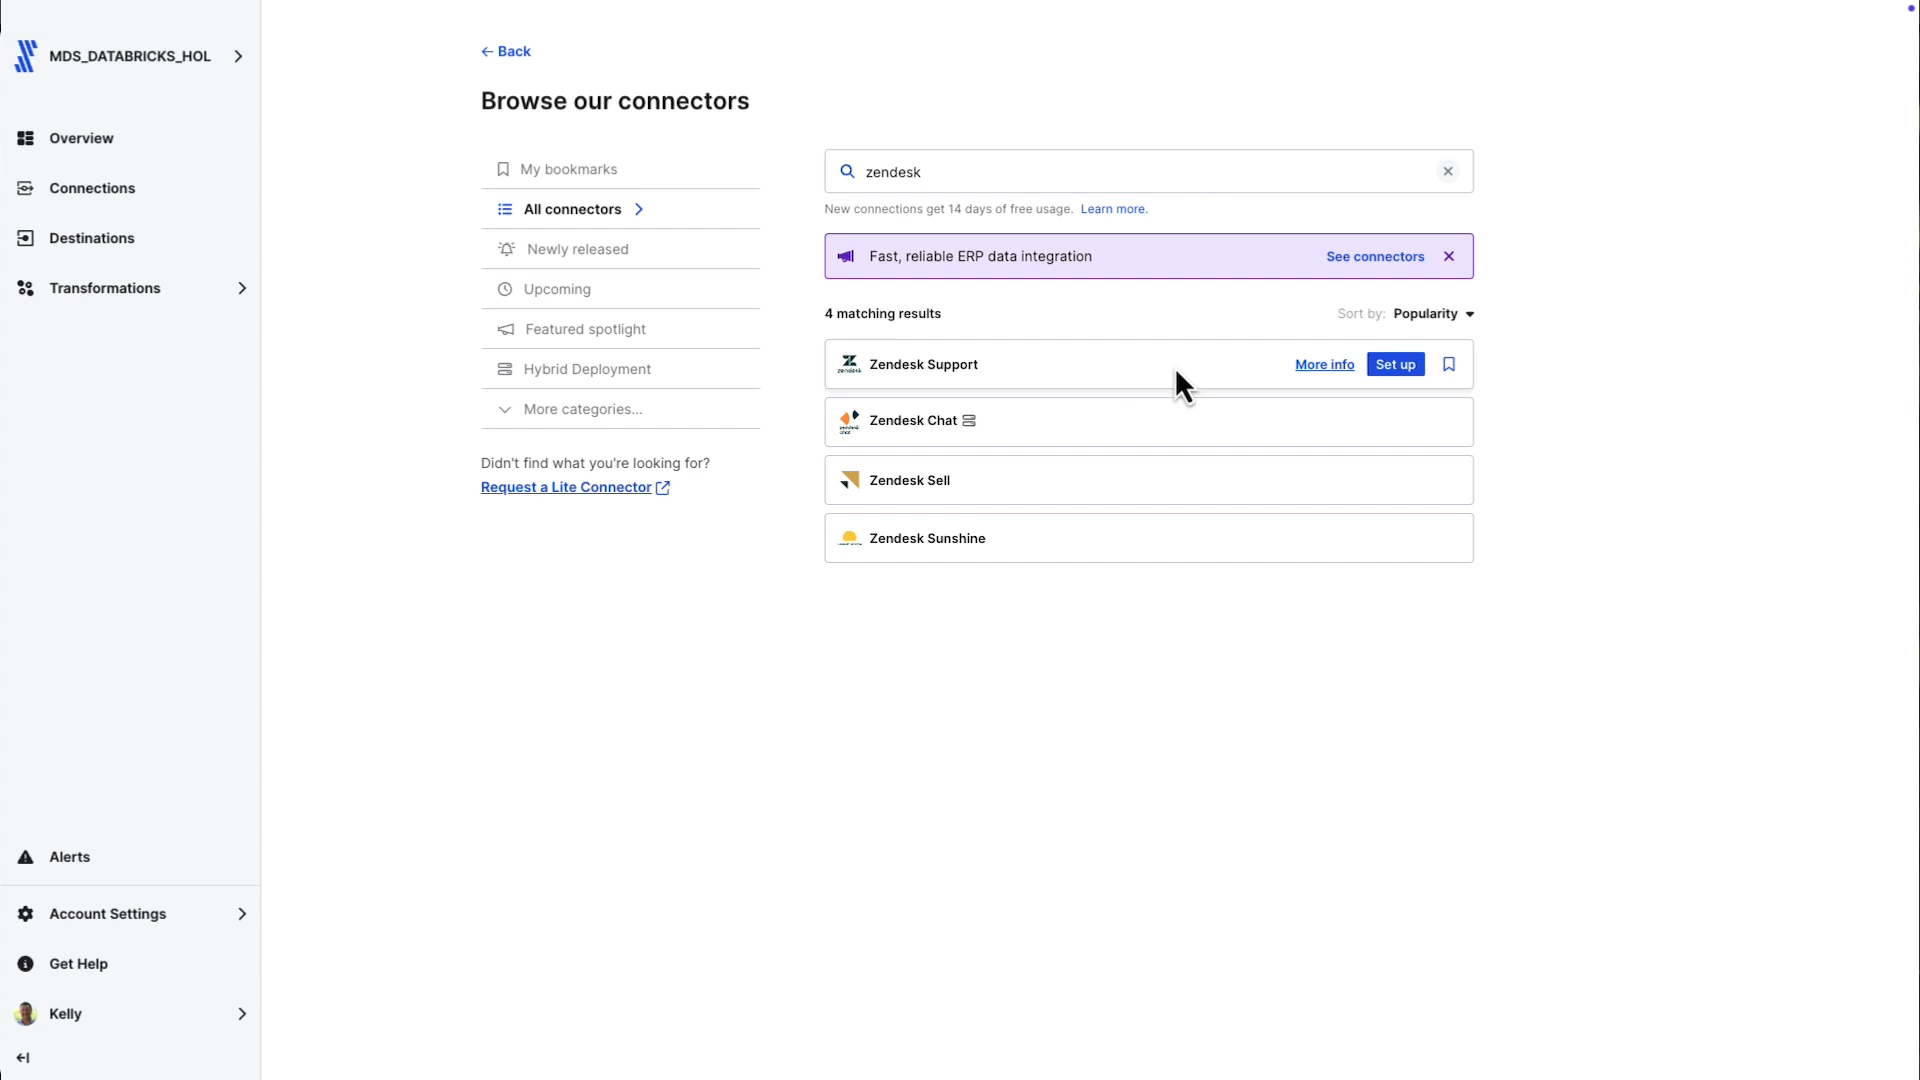 MDS_DATABRICKS_HOL
Overview
Connections
Destinations
Transformations
Alerts
Account Settings
Get Help
Kelly
← Back
Browse our connectors
My bookmarks
All connectors
Newly released
Upcoming
Featured spotlight
Hybrid Deployment
More categories...
Didn't find what you're looking for?
Request a Lite Connector
zendesk
New connections get 14 days of free usage. Learn more.
Fast, reliable ERP data integration See connectors
4 matching results Sort by: Popularity
Zendesk Support More info Set up
Zendesk Chat
Zendesk Sell
Zendesk Sunshine